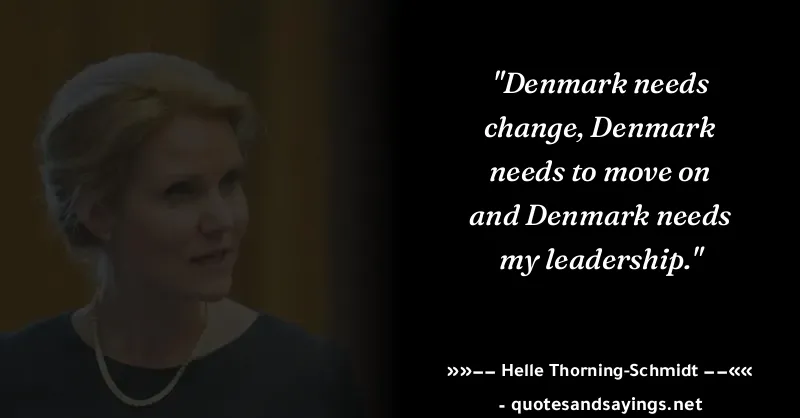 "Denmark needs
change, Denmark
needs to move on
and Denmark needs
my leadership."
»»−− Helle Thorning-Schmidt −−««
- quotesandsayings.net